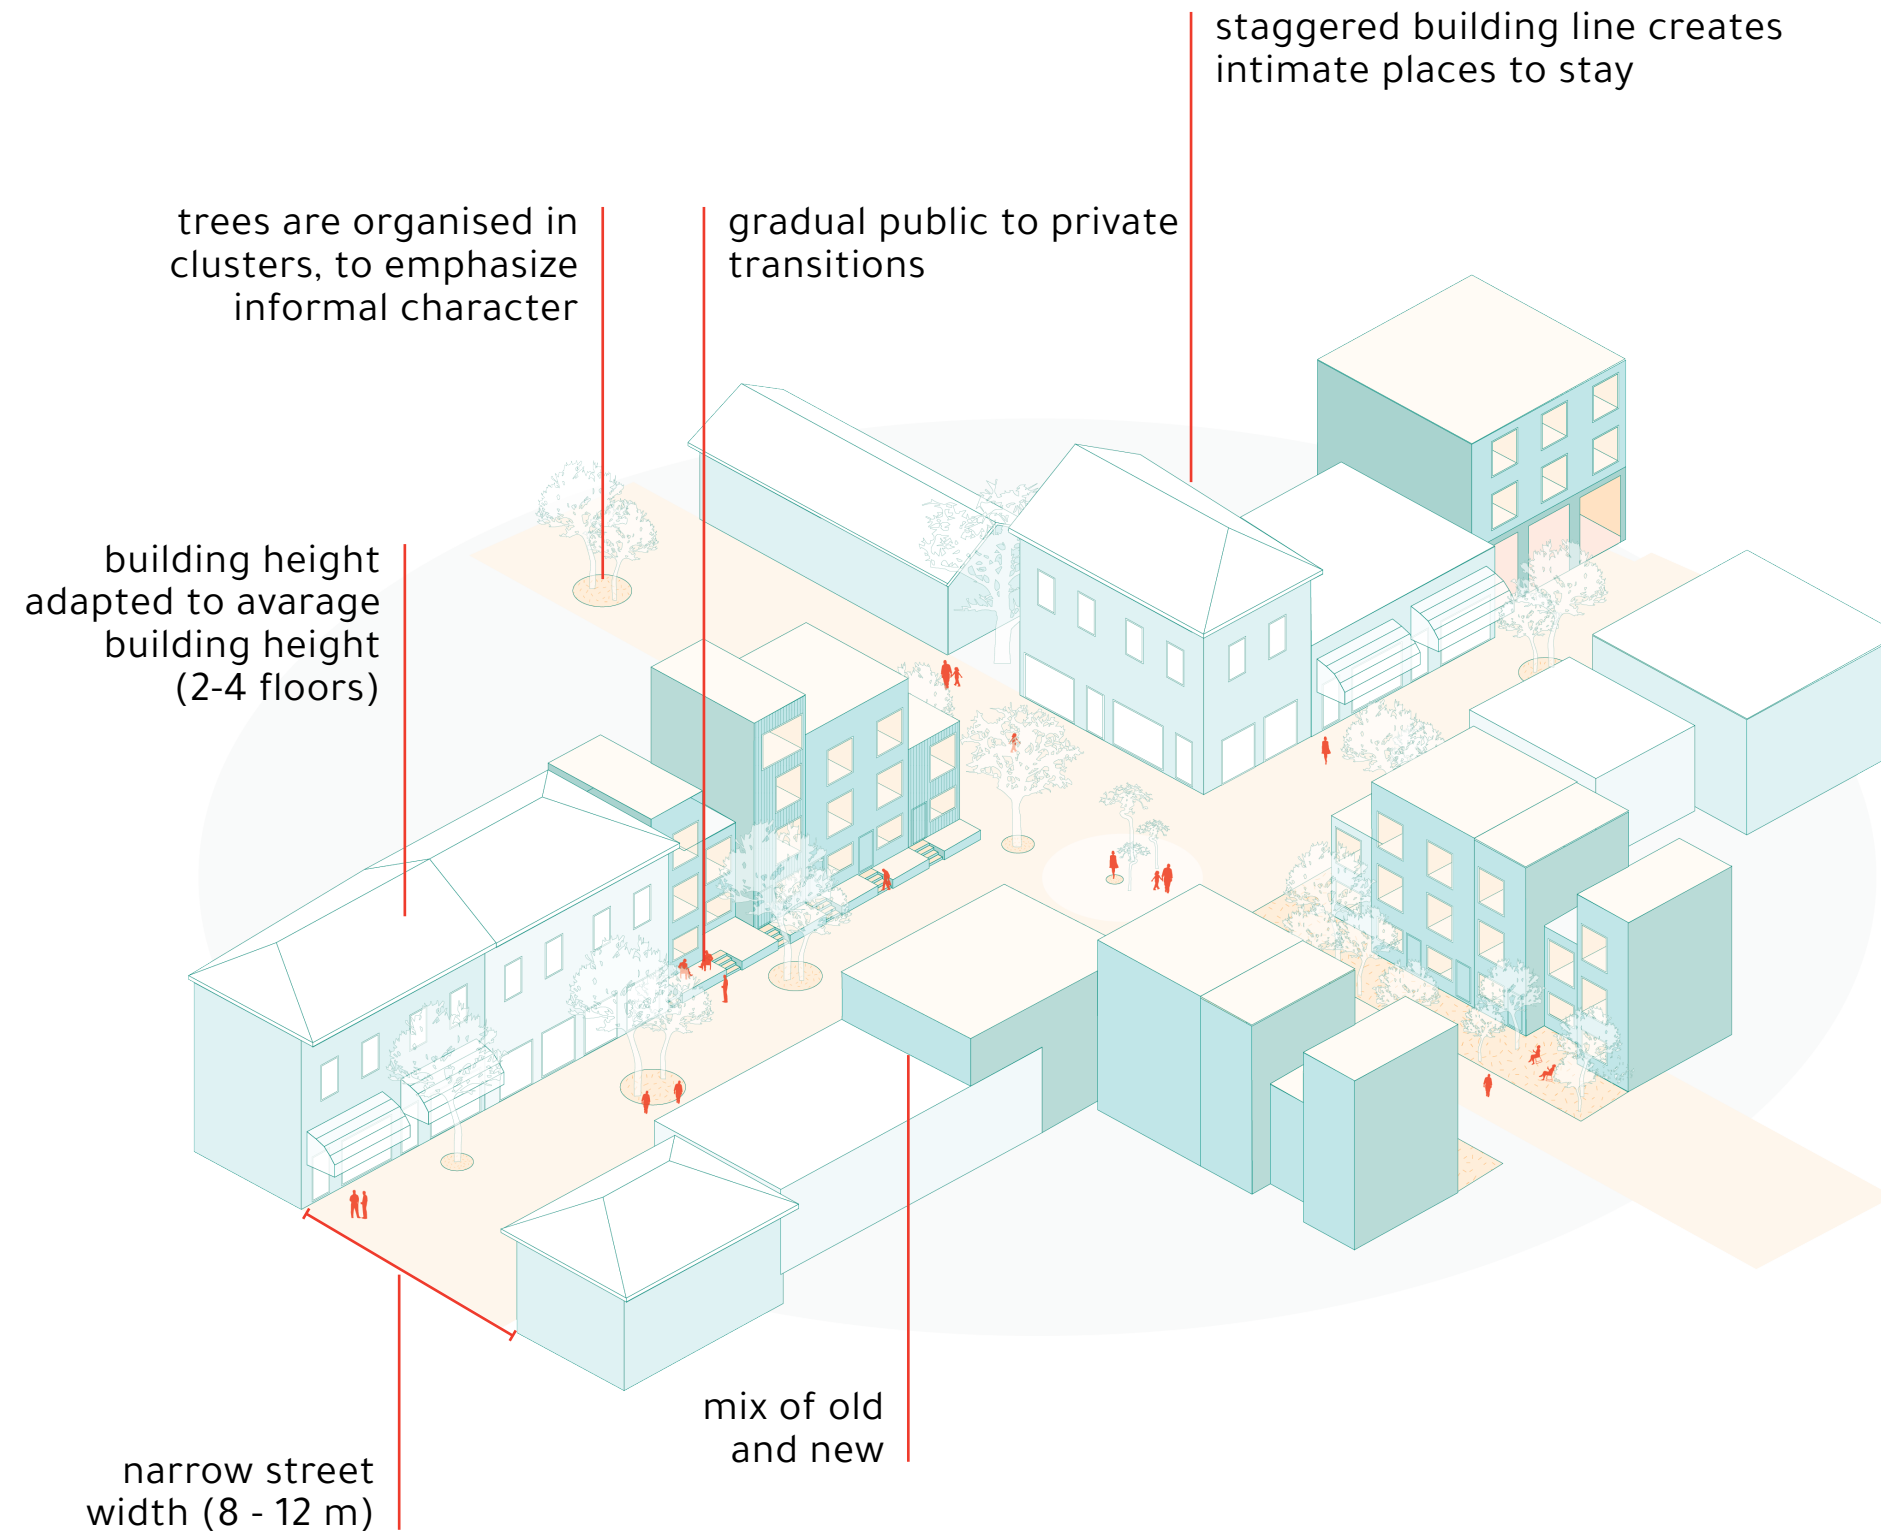 staggered building line creates
intimate places to stay
trees are organised in
clusters, to emphasize
informal character
gradual public to private
transitions
building height
adapted to avarage
building height
(2-4 floors)
mix of old
and new
narrow street
width (8 - 12 m)